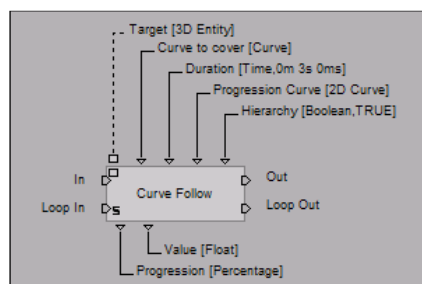 Target [3D Entity]
Curve to cover [Curve]
Duration [Time,0m 3s 0ms]
Progression Curve [2D Curve]
Hierarchy [Boolean,TRUE]
In
Out
Curve Follow
Loop In
S
Loop Out
Value [Float]
Progression [Percentage]